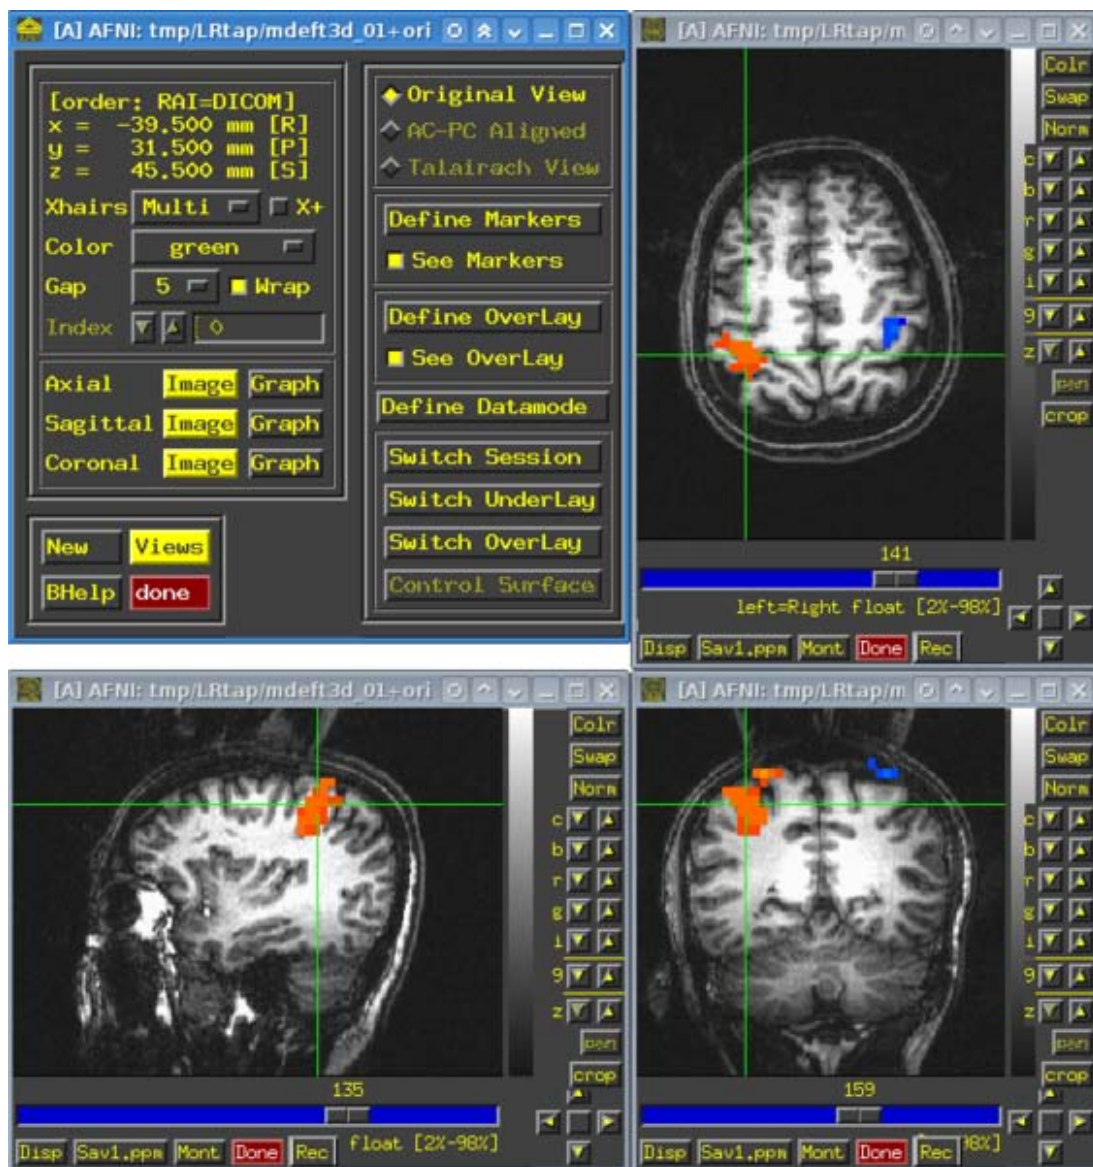 [A] AFNI: tmp/LRtap/mdeft3d_01+ori
[order: RAI=DICOM]
x = -39.500 mm [R]
y = 31.500 mm [P]
z = 45.500 mm [S]
Xhairs Multi X+
Color green
Gap 5 Wrap
Index 0
Axial Image Graph
Sagittal Image Graph
Coronal Image Graph
New Views
BHelp done
Original View
AC-PC Aligned
Talairach View
Define Markers
See Markers
Define OverLay
See OverLay
Define Datamode
Switch Session
Switch UnderLay
Switch OverLay
Control Surface
[A] AFNI: tmp/LRtap/m
Colr
Swap
Norm
c
b
r
g
i
9
z
pen
crop
141
left=Right float [2%-98%]
Disp Sav1.ppm Mont Done Rec
[A] AFNI: tmp/LRtap/mdeft3d_01+ori
Colr
Swap
Norm
c
b
r
g
i
9
z
pen
crop
135
float [2%-98%]
Disp Sav1.ppm Mont Done Rec
[A] AFNI: tmp/LRtap/m
Colr
Swap
Norm
c
b
r
g
i
9
z
pen
crop
159
98%]
Disp Sav1.ppm Mont Done Rec